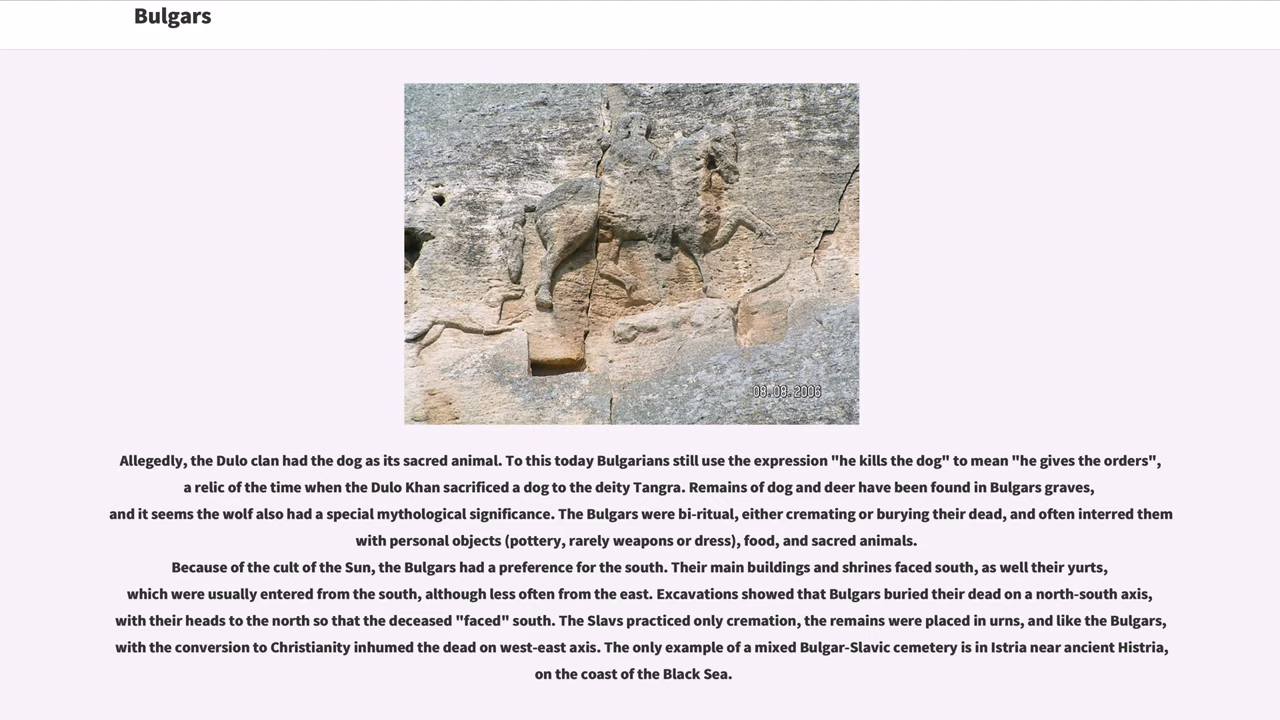 Bulgars
09.08.2006
Allegedly, the Dulo clan had the dog as its sacred animal. To this today Bulgarians still use the expression "he kills the dog" to mean "he gives the orders",
a relic of the time when the Dulo Khan sacrificed a dog to the deity Tangra. Remains of dog and deer have been found in Bulgars graves,
and it seems the wolf also had a special mythological significance. The Bulgars were bi-ritual, either cremating or burying their dead, and often interred them
with personal objects (pottery, rarely weapons or dress), food, and sacred animals.
Because of the cult of the Sun, the Bulgars had a preference for the south. Their main buildings and shrines faced south, as well their yurts,
which were usually entered from the south, although less often from the east. Excavations showed that Bulgars buried their dead on a north-south axis,
with their heads to the north so that the deceased "faced" south. The Slavs practiced only cremation, the remains were placed in urns, and like the Bulgars,
with the conversion to Christianity inhumed the dead on west-east axis. The only example of a mixed Bulgar-Slavic cemetery is in Istria near ancient Histria,
on the coast of the Black Sea.